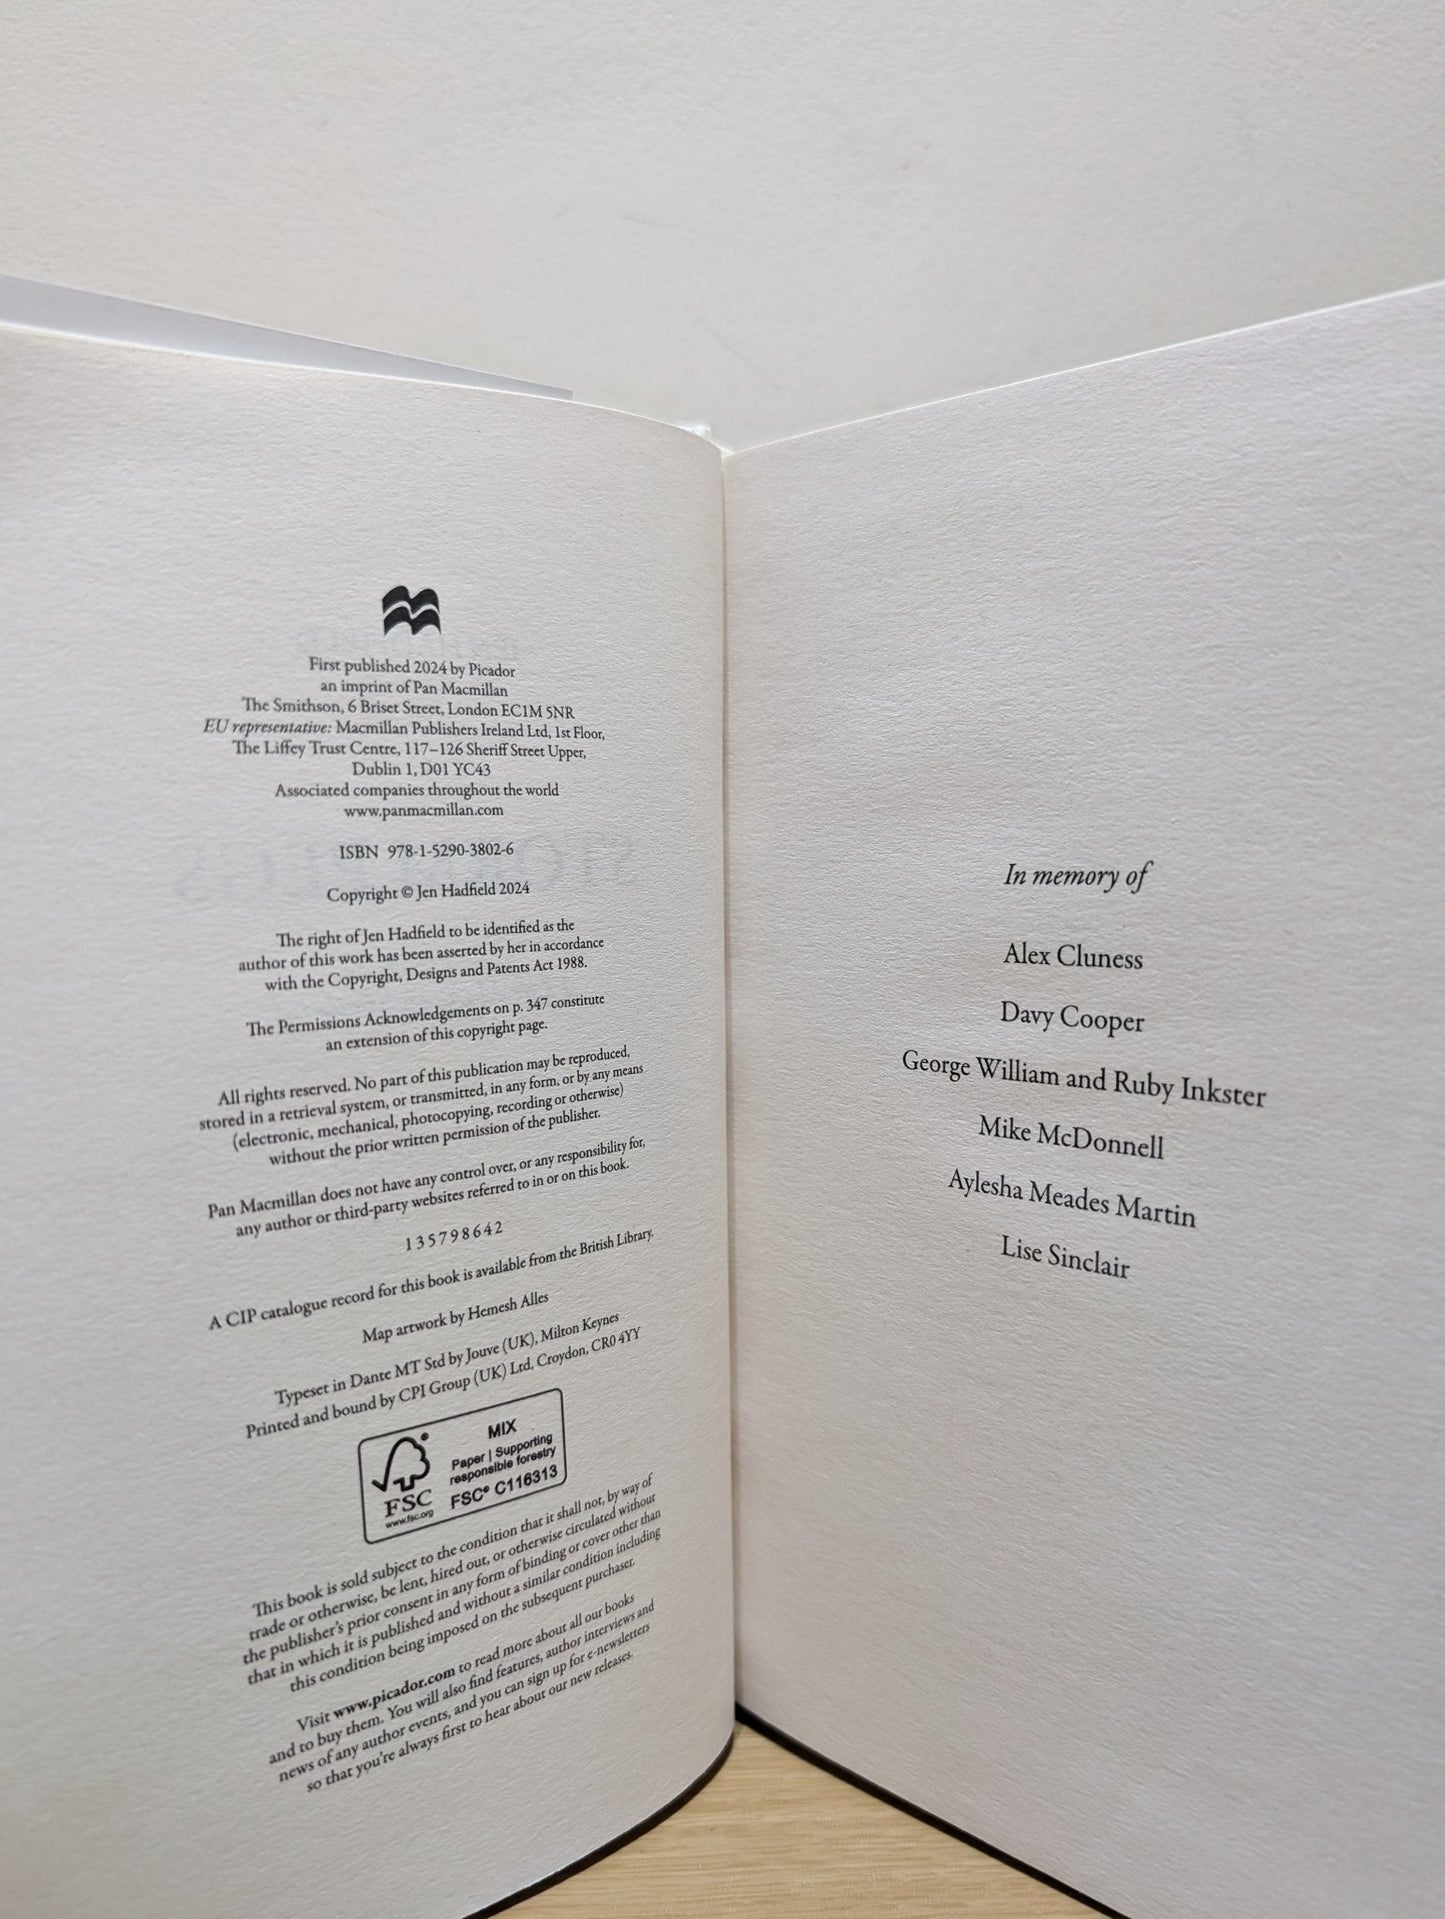 First published 2024 by Picador
an imprint of Pan Macmillan
The Smithson, 6 Briset Street, London EC1M 5NR
EU representative: Macmillan Publishers Ireland Ltd, 1st Floor,
The Liffey Trust Centre, 117–126 Sheriff Street Upper,
Dublin 1, D01 YC43
Associated companies throughout the world
www.panmacmillan.com
ISBN 978-1-5290-3802-6
Copyright © Jen Hadfield 2024
The right of Jen Hadfield to be identified as the
author of this work has been asserted by her in accordance
with the Copyright, Designs and Patents Act 1988.
The Permissions Acknowledgements on p. 347 constitute
an extension of this copyright page.
All rights reserved. No part of this publication may be reproduced,
stored in a retrieval system, or transmitted, in any form, or by any means
(electronic, mechanical, photocopying, recording or otherwise)
without the prior written permission of the publisher.
Pan Macmillan does not have any control over, or any responsibility for,
any author or third-party websites referred to in or on this book.
1 3 5 7 9 8 6 4 2
A CIP catalogue record for this book is available from the British Library.
Map artwork by Hemesh Alles
Typeset in Dante MT Std by Jouve (UK), Milton Keynes
Printed and bound by CPI Group (UK) Ltd, Croydon, CR0 4YY
MIX
Paper | Supporting
responsible forestry
FSC® C116313
FSC
www.fsc.org
This book is sold subject to the condition that it shall not, by way of
trade or otherwise, be lent, hired out, or otherwise circulated without
the publisher's prior consent in any form of binding or cover other than
that in which it is published and without a similar condition including
this condition being imposed on the subsequent purchaser.
Visit www.picador.com to read more about all our books
and to buy them. You will also find features, author interviews and
news of any author events, and you can sign up for e-newsletters
so that you're always first to hear about our new releases.
In memory of
Alex Cluness
Davy Cooper
George William and Ruby Inkster
Mike McDonnell
Aylesha Meades Martin
Lise Sinclair